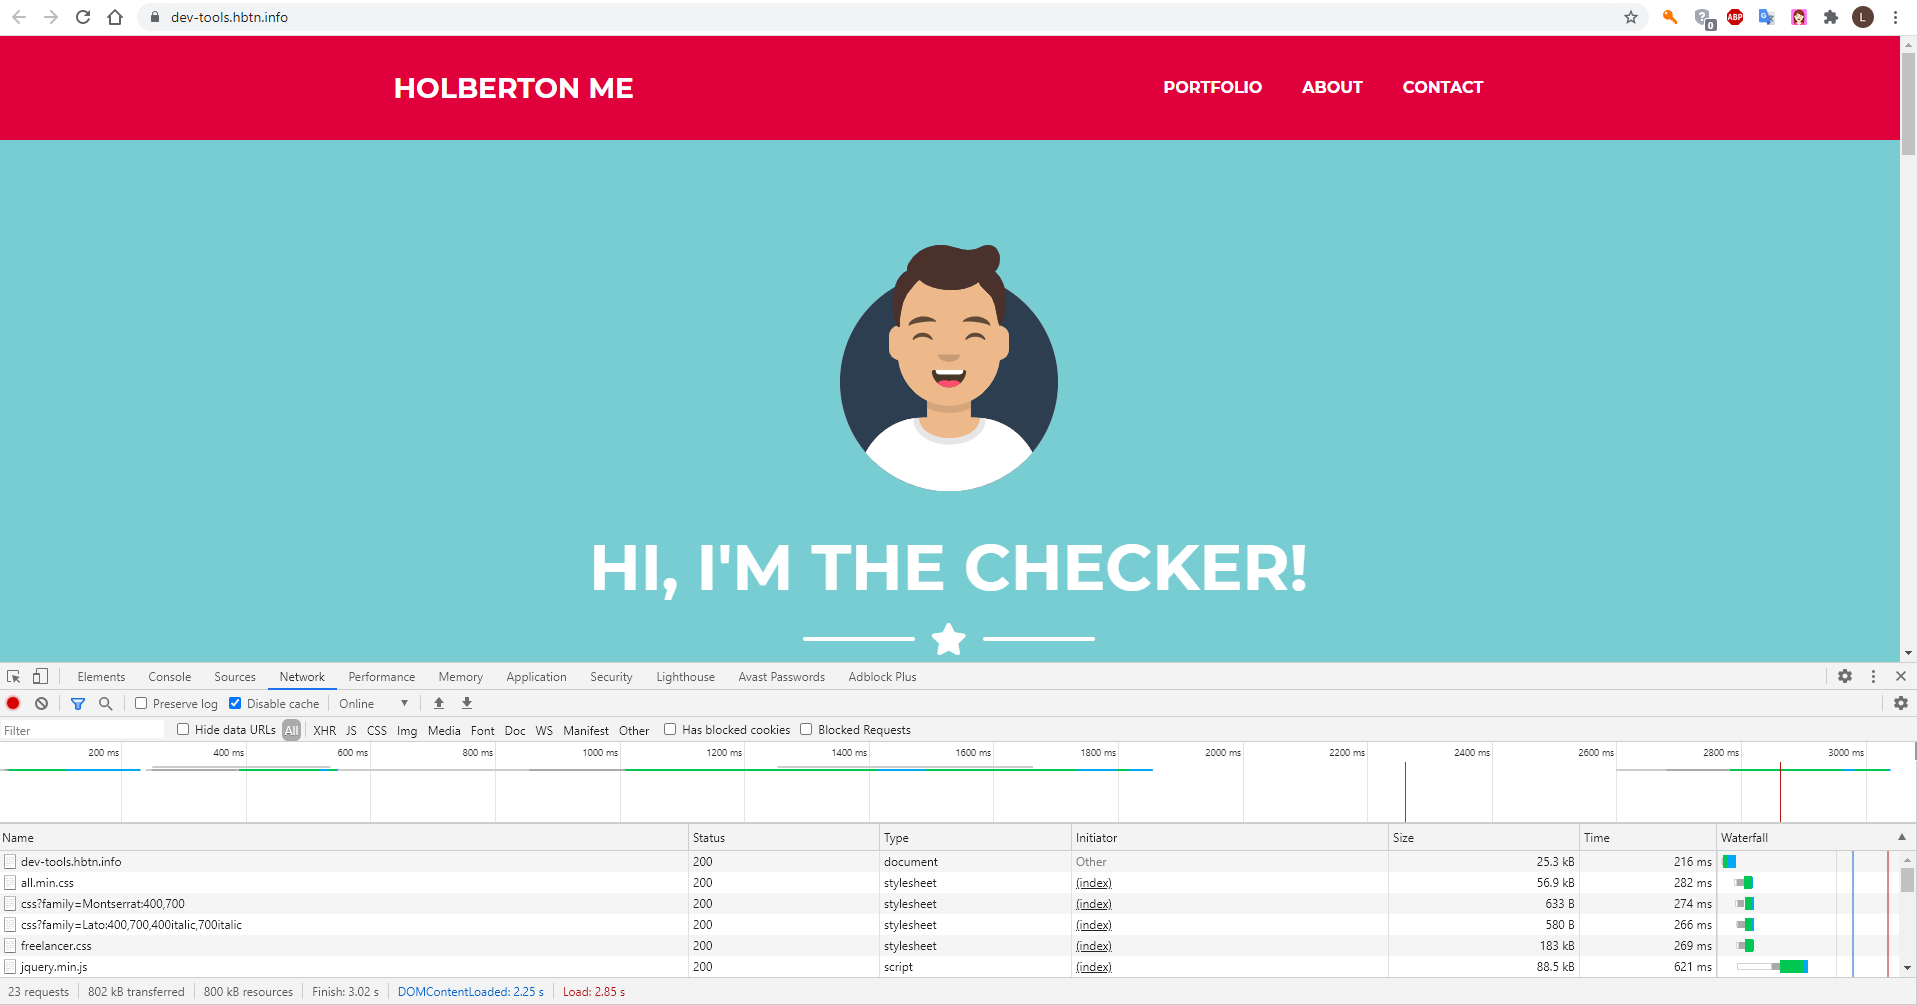 dev-tools.hbtn.info
0
ABP
L
HOLBERTON ME
PORTFOLIO ABOUT CONTACT
HI, I'M THE CHECKER!
Elements Console Sources Network Performance Memory Application Security Lighthouse Avast Passwords Adblock Plus
Preserve log Disable cache Online
Filter Hide data URLs All XHR JS CSS Img Media Font Doc WS Manifest Other Has blocked cookies Blocked Requests
200 ms 400 ms 600 ms 800 ms 1000 ms 1200 ms 1400 ms 1600 ms 1800 ms 2000 ms 2200 ms 2400 ms 2600 ms 2800 ms 3000 ms
Name Status Type Initiator Size Time Waterfall
dev-tools.hbtn.info 200 document Other 25.3 kB 216 ms
all.min.css 200 stylesheet (index) 56.9 kB 282 ms
css?family=Montserrat:400,700 200 stylesheet (index) 633 B 274 ms
css?family=Lato:400,700,400italic,700italic 200 stylesheet (index) 580 B 266 ms
freelancer.css 200 stylesheet (index) 183 kB 269 ms
jquery.min.js 200 script (index) 88.5 kB 621 ms
23 requests 802 kB transferred 800 kB resources Finish: 3.02 s DOMContentLoaded: 2.25 s Load: 2.85 s